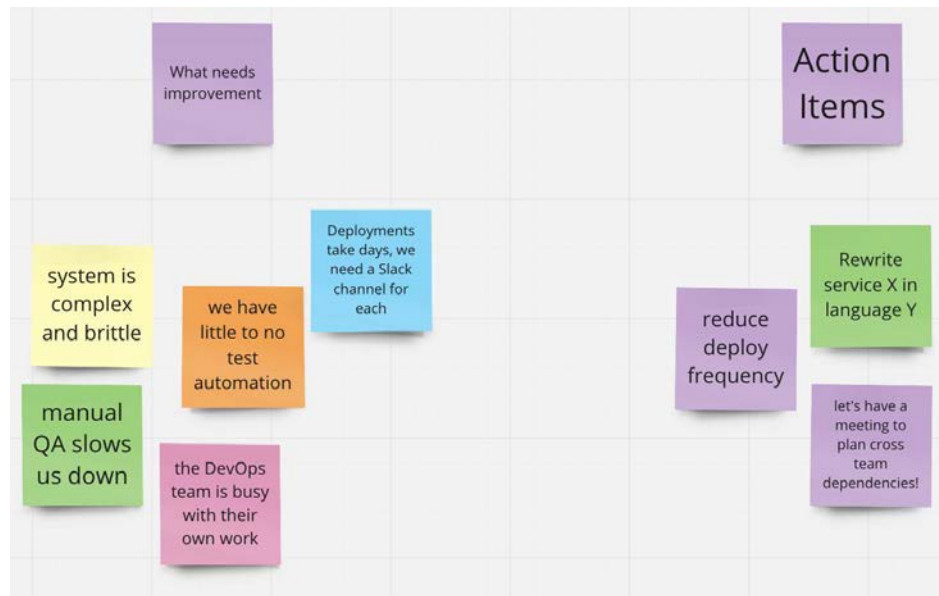 What needs
improvement
Action
Items
system is
complex
and brittle
we have
little to no
test
automation
Deployments
take days, we
need a Slack
channel for
each
manual
QA slows
us down
the DevOps
team is busy
with their
own work
reduce
deploy
frequency
Rewrite
service X in
language Y
let's have a
meeting to
plan cross
team
dependencies!